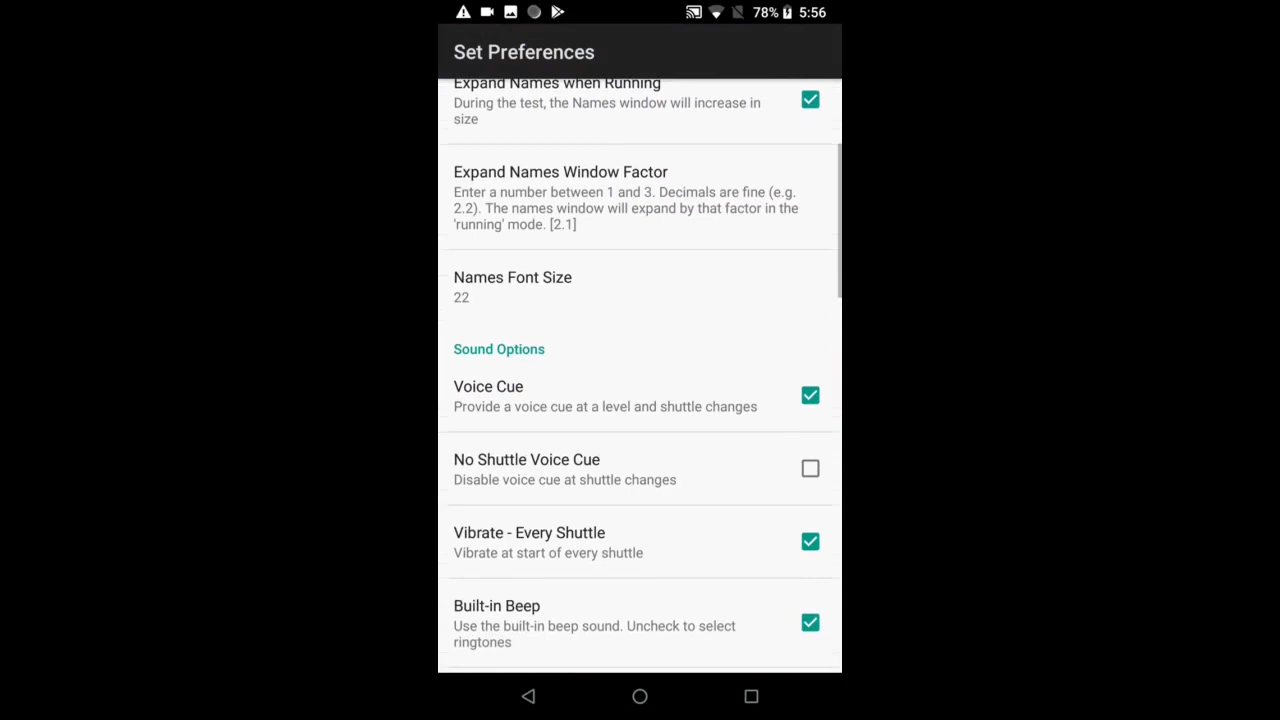 78% 5:56
Set Preferences
Expand Names when Running
During the test, the Names window will increase in
size
Expand Names Window Factor
Enter a number between 1 and 3. Decimals are fine (e.g.
2.2). The names window will expand by that factor in the
'running' mode. [2.1]
Names Font Size
22
Sound Options
Voice Cue
Provide a voice cue at a level and shuttle changes
No Shuttle Voice Cue
Disable voice cue at shuttle changes
Vibrate - Every Shuttle
Vibrate at start of every shuttle
Built-in Beep
Use the built-in beep sound. Uncheck to select
ringtones